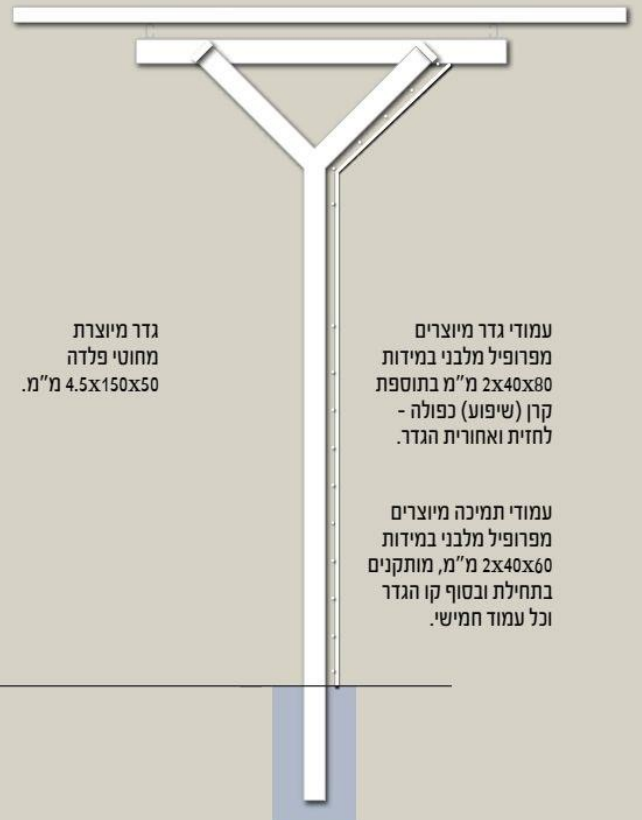 עמודי גדר מיוצרים
מפרופיל מלבני במידות
2x40x80 מ"מ בתוספת
קרן (שיפוע) כפולה -
לחזית ואחורית הגדר.
עמודי תמיכה מיוצרים
מפרופיל מלבני במידות
2x40x60 מ"מ, מותקנים
בתחילת ובסוף קו הגדר
וכל עמוד חמישי.
גדר מיוצרת
מחוטי פלדה
4.5x150x50 מ"מ.